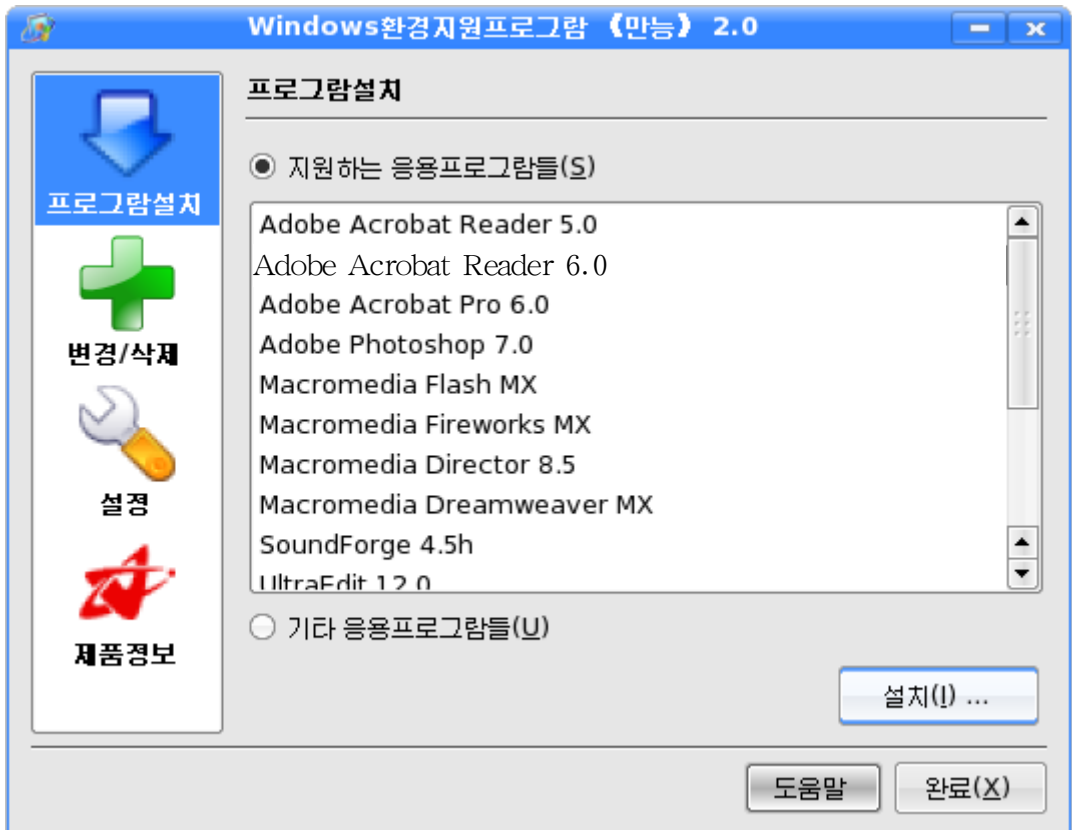 Windows환경지원프로그람 《만능》 2.0
프로그람설치
변경/삭제
설정
제품정보
프로그람설치
지원하는 응용프로그람들(S)
Adobe Acrobat Reader 5.0
Adobe Acrobat Reader 6.0
Adobe Acrobat Pro 6.0
Adobe Photoshop 7.0
Macromedia Flash MX
Macromedia Fireworks MX
Macromedia Director 8.5
Macromedia Dreamweaver MX
SoundForge 4.5h
UltraEdit 12.0
기타 응용프로그람들(U)
설치(I) ...
도움말
완료(X)